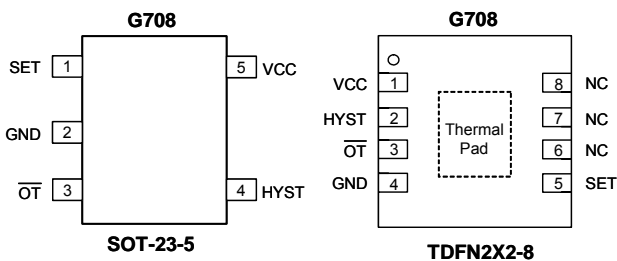 G708
SET 1
5 VCC
GND 2
OT 3
4 HYST
SOT-23-5
G708
VCC 1
8 NC
HYST 2
7 NC
OT 3
6 NC
GND 4
5 SET
Thermal
Pad
TDFN2X2-8